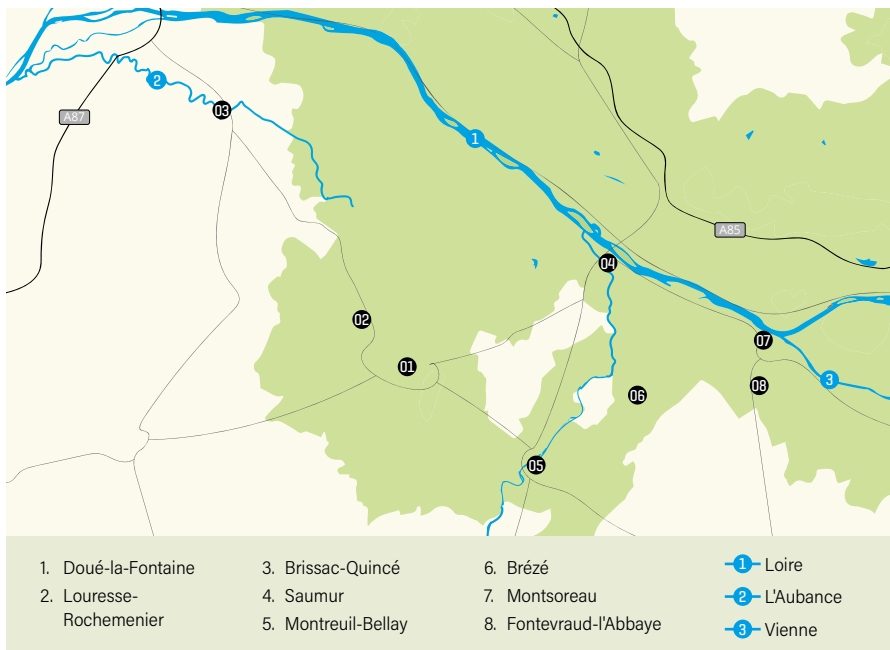 2
03
A87
1
A85
04
02
07
01
3
08
06
05
1. Doué-la-Fontaine
2. Louresse-
Rochemenier
3. Brissac-Quincé
4. Saumur
5. Montreuil-Bellay
6. Brézé
7. Montsoreau
8. Fontevraud-l'Abbaye
1 Loire
2 L'Aubance
3 Vienne